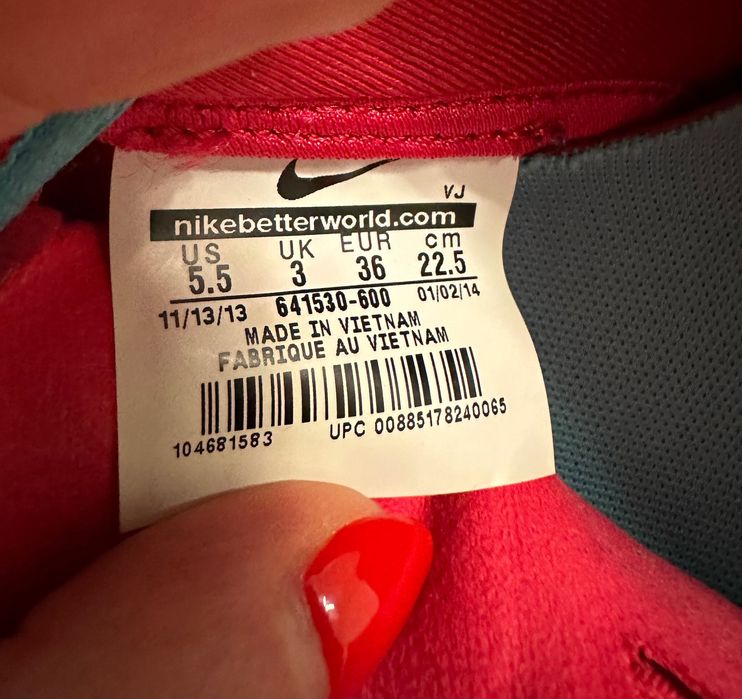 VJ
nikebetterworld.com
US UK EUR cm
5.5 3 36 22.5
11/13/13 641530-600 01/02/14
MADE IN VIETNAM
FABRIQUE AU VIETNAM
104681583 UPC 00885178240065